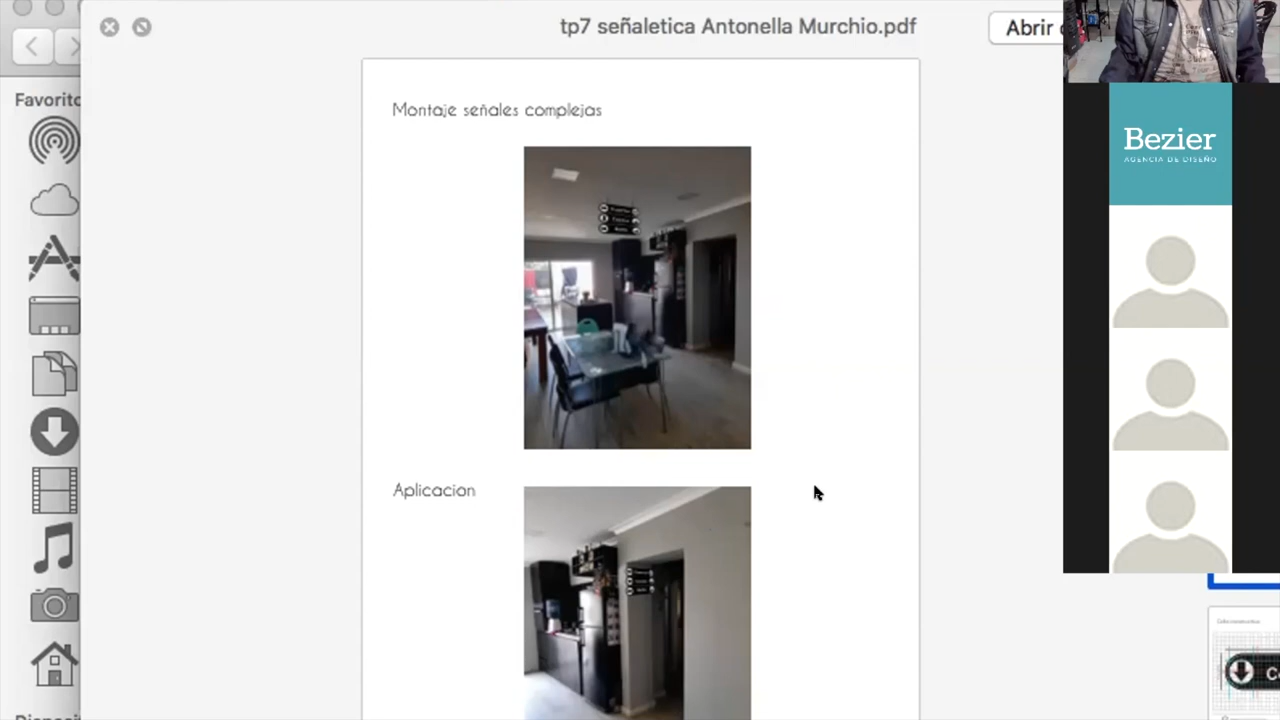 tp7 señaletica Antonella Murchio.pdf
Abrir
Favorito
Montaje señales complejas
Aplicacion
Bezier
AGENCIA DE DISEÑO